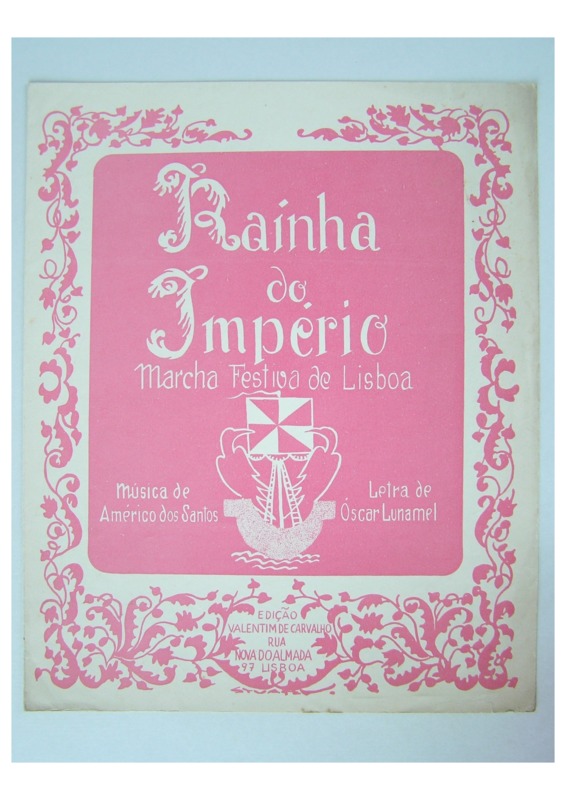 Raínha
do
Império
Marcha Festiva de Lisboa
Música de
Américo dos Santos
Letra de
Óscar Lunamel
EDIÇÃO
VALENTIM DE CARVALHO
RUA
NOVA DO ALMADA
97 LISBOA